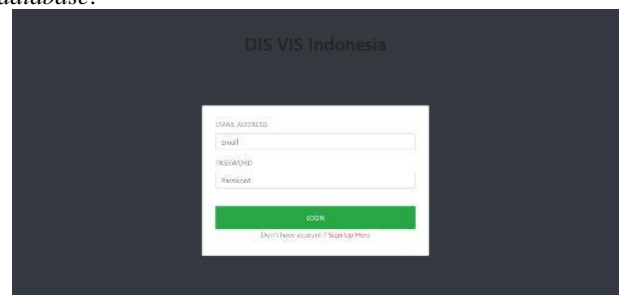 database.
DIS VIS Indonesia
EMAIL ADDRESS
Email
PASSWORD
Password
LOGIN
Don't have account ? Sign Up Here